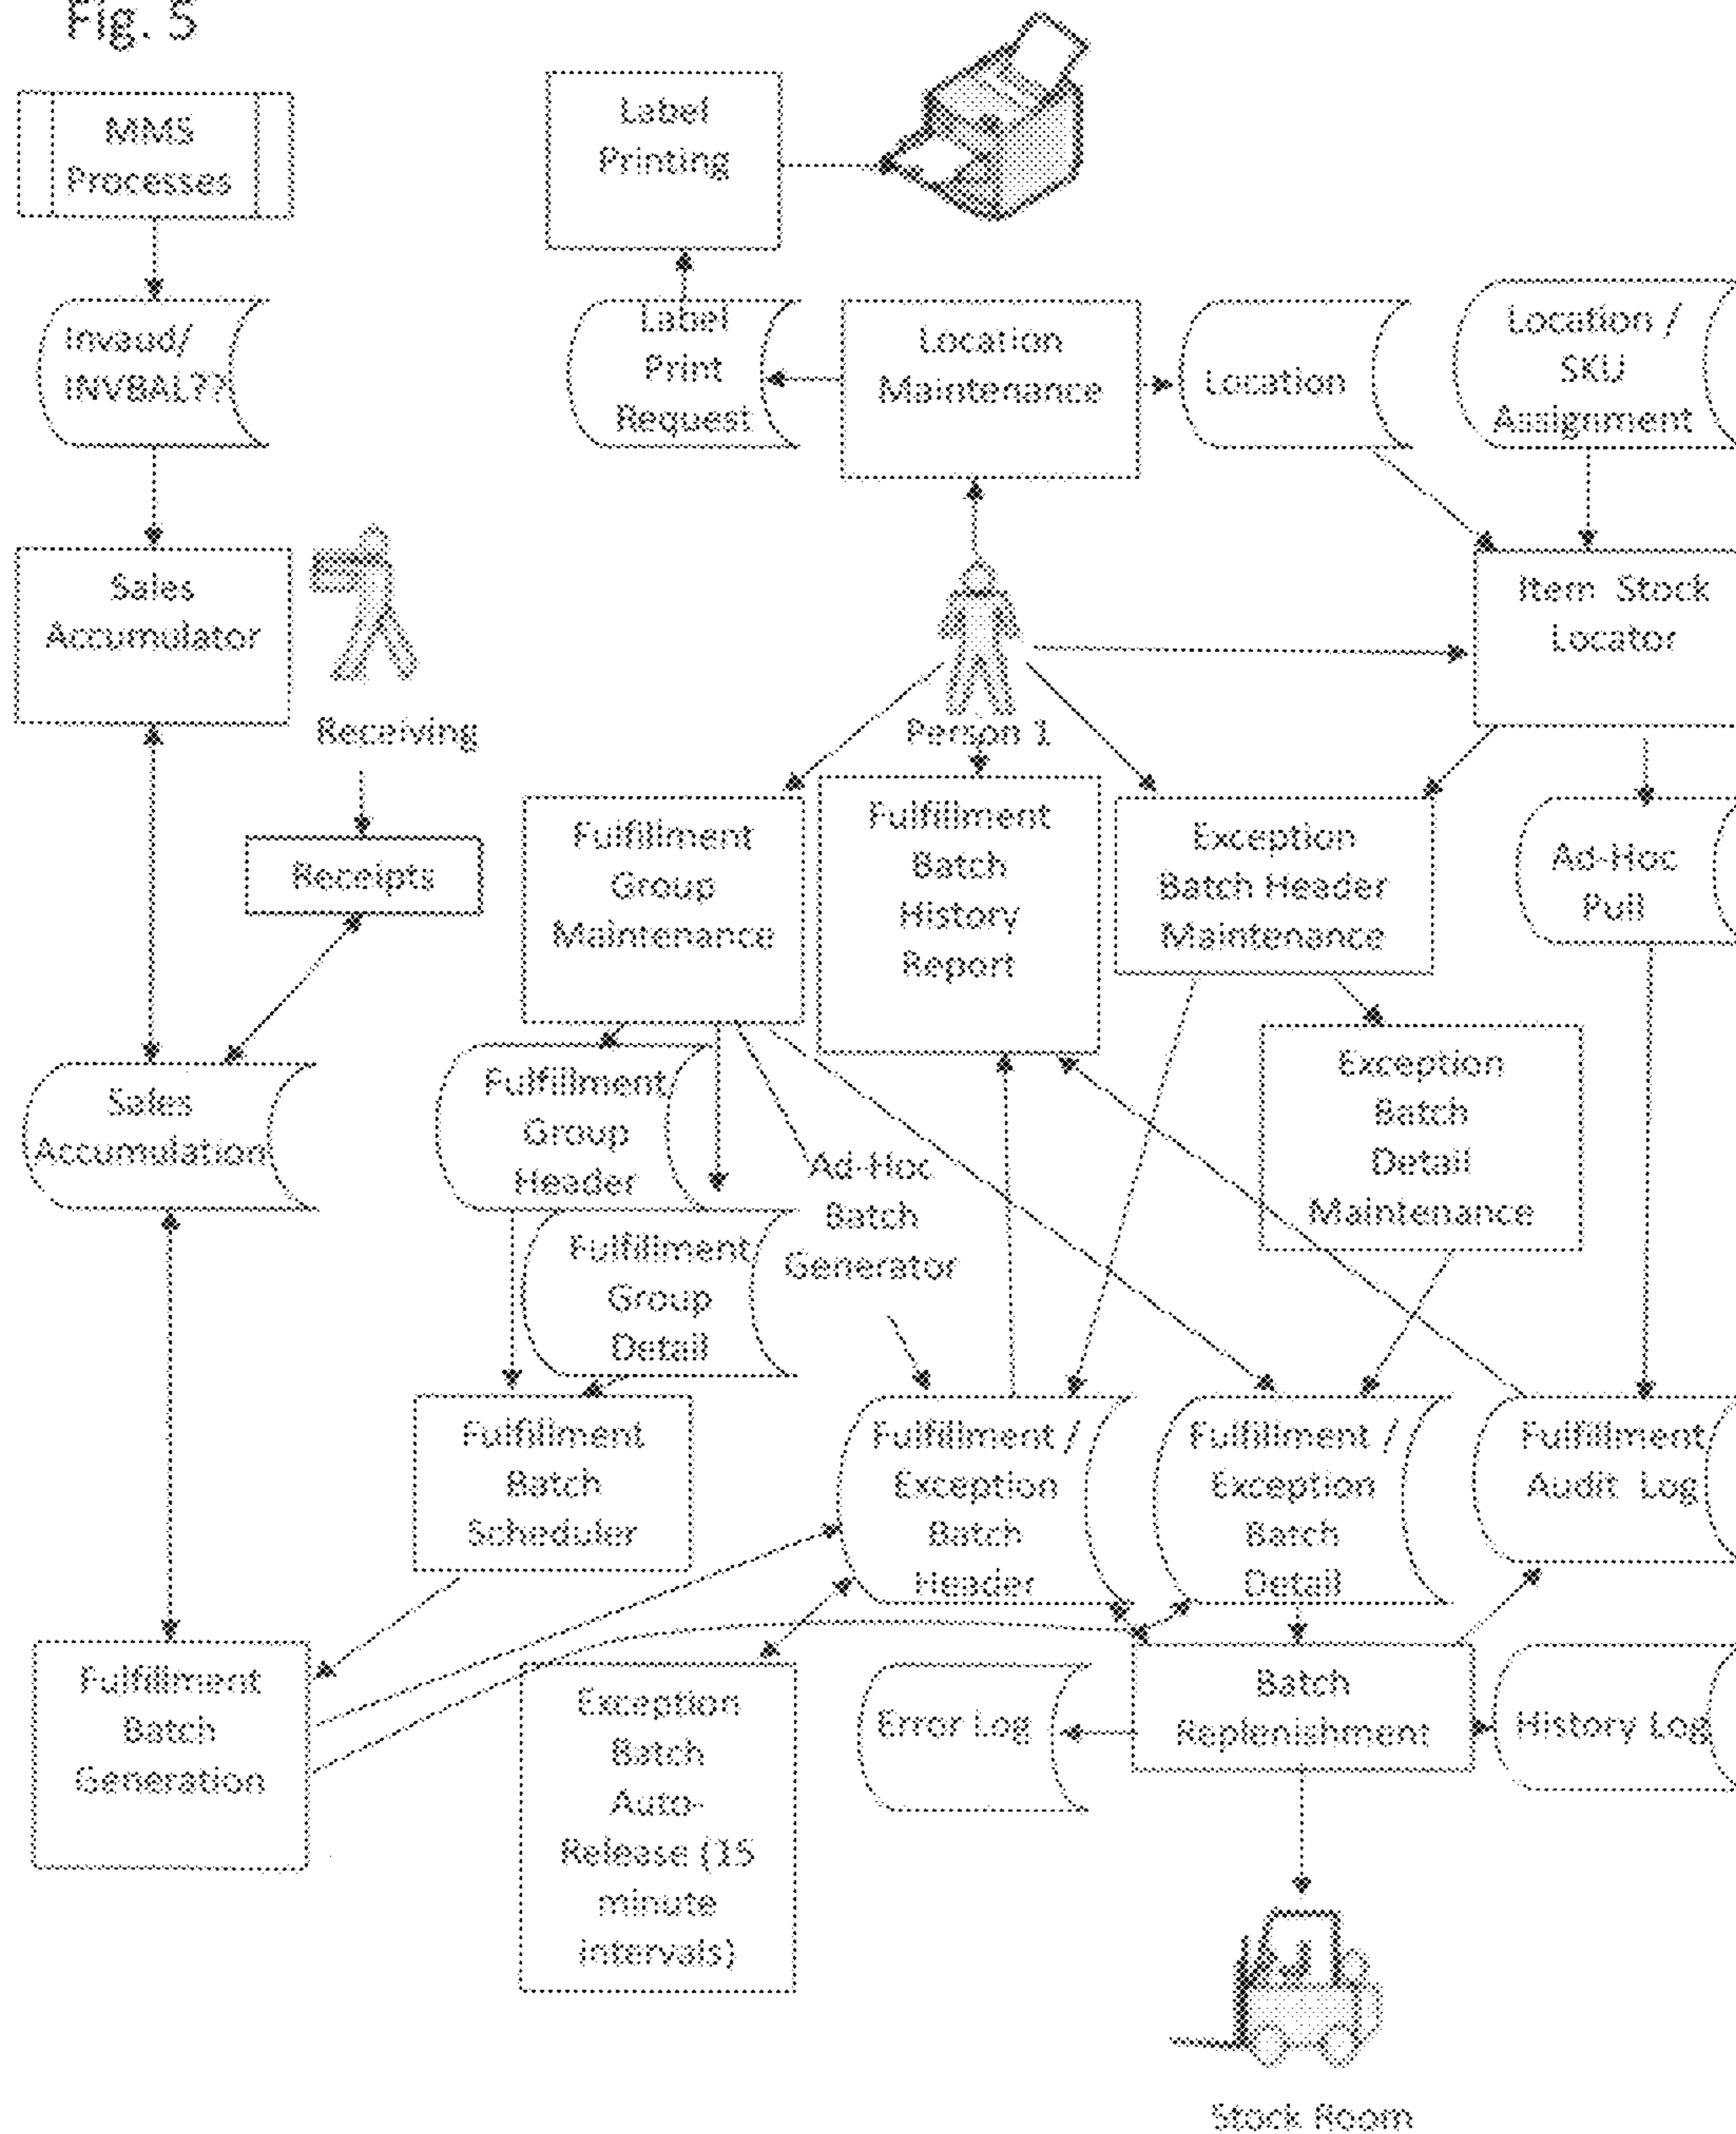 Fig. 5
MMS
Processes
Label
Printing
Invaud/
INVBAL??
Label
Print
Request
Location
Maintenance
Location
Location /
SKU
Assignment
Sales
Accumulator
Receiving
Person 1
Item Stock
Locator
Receipts
Fulfillment
Group
Maintenance
Fulfillment
Batch
History
Report
Exception
Batch Header
Maintenance
Ad-Hoc
Pull
Sales
Accumulation
Fulfillment
Group
Header
Ad-Hoc
Batch
Generator
Exception
Batch
Detail
Maintenance
Fulfillment
Group
Detail
Fulfillment
Batch
Scheduler
Fulfillment /
Exception
Batch
Header
Fulfillment /
Exception
Batch
Detail
Fulfillment
Audit Log
Fulfillment
Batch
Generation
Exception
Batch
Auto-
Release (15
minute
intervals)
Error Log
Batch
Replenishment
History Log
Stock Room